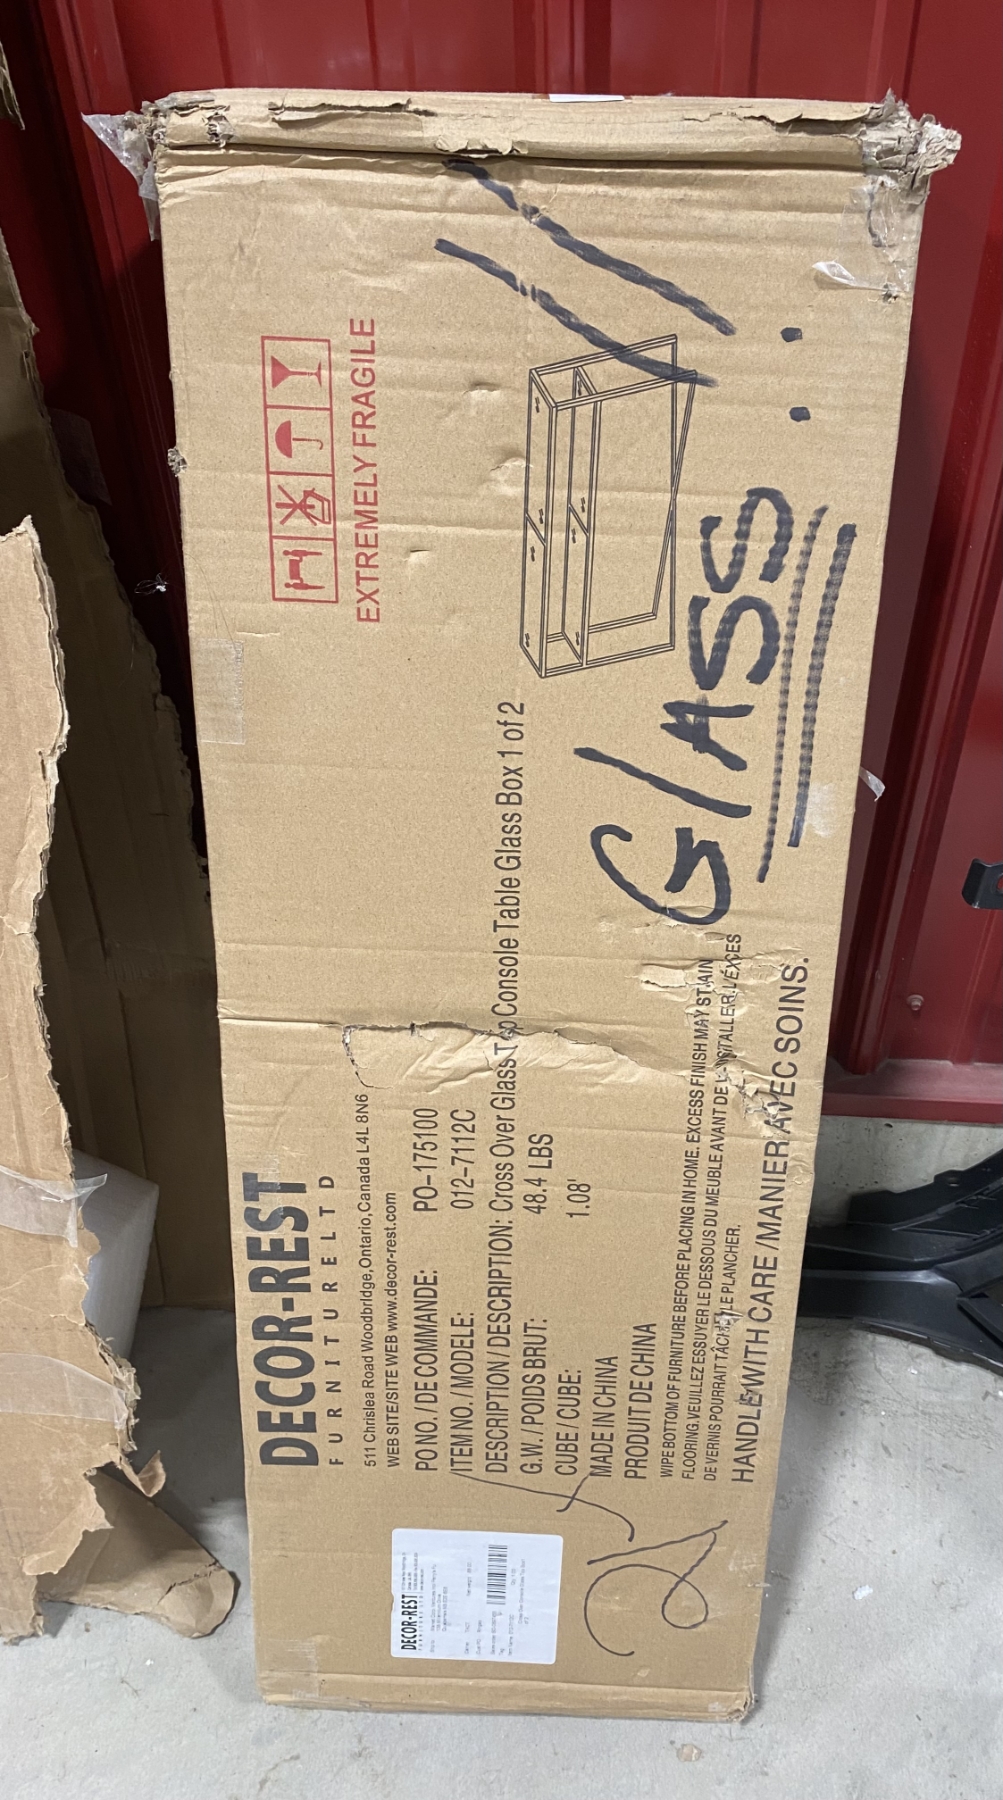 EXTREMELY FRAGILE
DECOR-REST
FURNITURE LTD
511 Chrislea Road Woodbridge,Ontario,Canada L4L 8N6
WEB SITE/SITE WEB www.decor-rest.com
PO NO. / DE COMMANDE: PO-175100
ITEM NO. / MODELE: 012-7112C
DESCRIPTION / DESCRIPTION: Cross Over Glass Top Console Table Glass Box 1 of 2
G.W. / POIDS BRUT: 48.4 LBS
CUBE / CUBE: 1.08'
MADE IN CHINA
PRODUIT DE CHINA
WIPE BOTTOM OF FURNITURE BEFORE PLACING IN HOME. EXCESS FINISH MAY STAIN
FLOORING. VEUILLEZ ESSUYER LE DESSOUS DU MEUBLE AVANT DE L'INSTALLER. L'EXCES
DE VERNIS POURRAIT TÂCHER LE PLANCHER.
HANDLE WITH CARE / MANIER AVEC SOINS.
GLASS!!
DECOR-REST